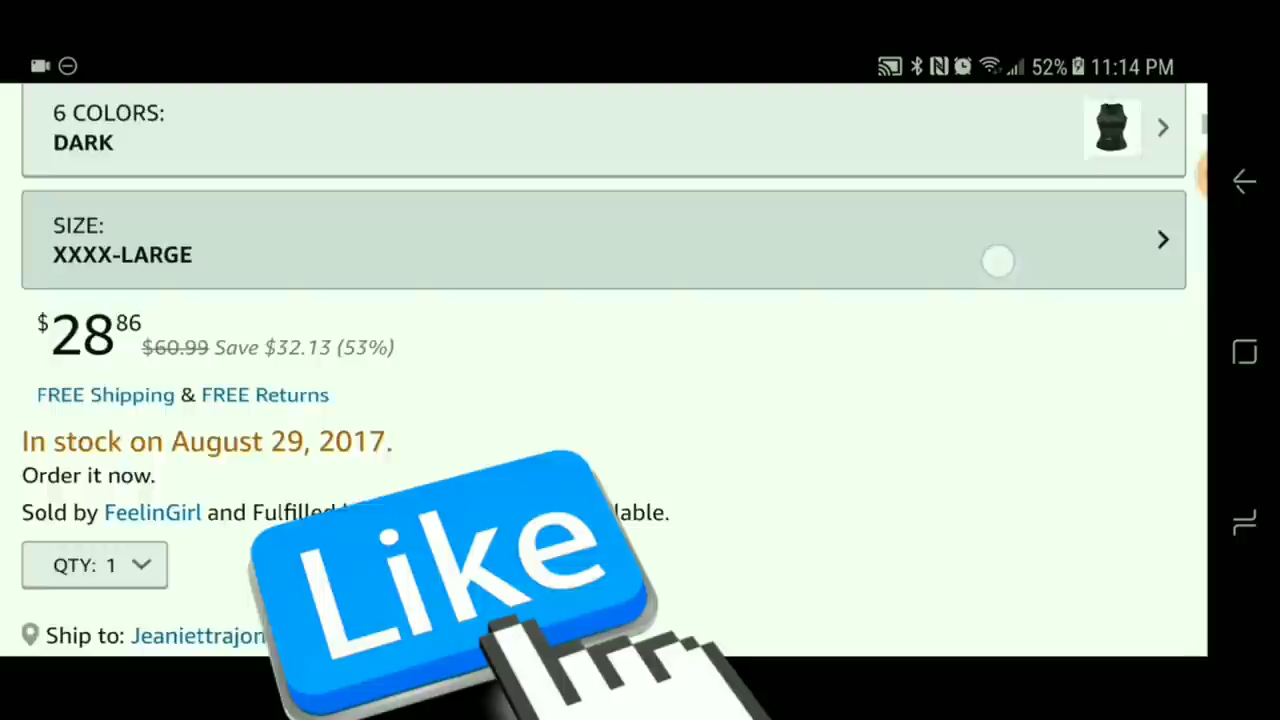 52% 11:14 PM
6 COLORS:
DARK
SIZE:
XXXX-LARGE
$28 86 $60.99 Save $32.13 (53%)
FREE Shipping & FREE Returns
In stock on August 29, 2017.
Order it now.
Sold by FeelinGirl and Fulfilled lable.
QTY: 1
Ship to: Jeaniettrajon
Like